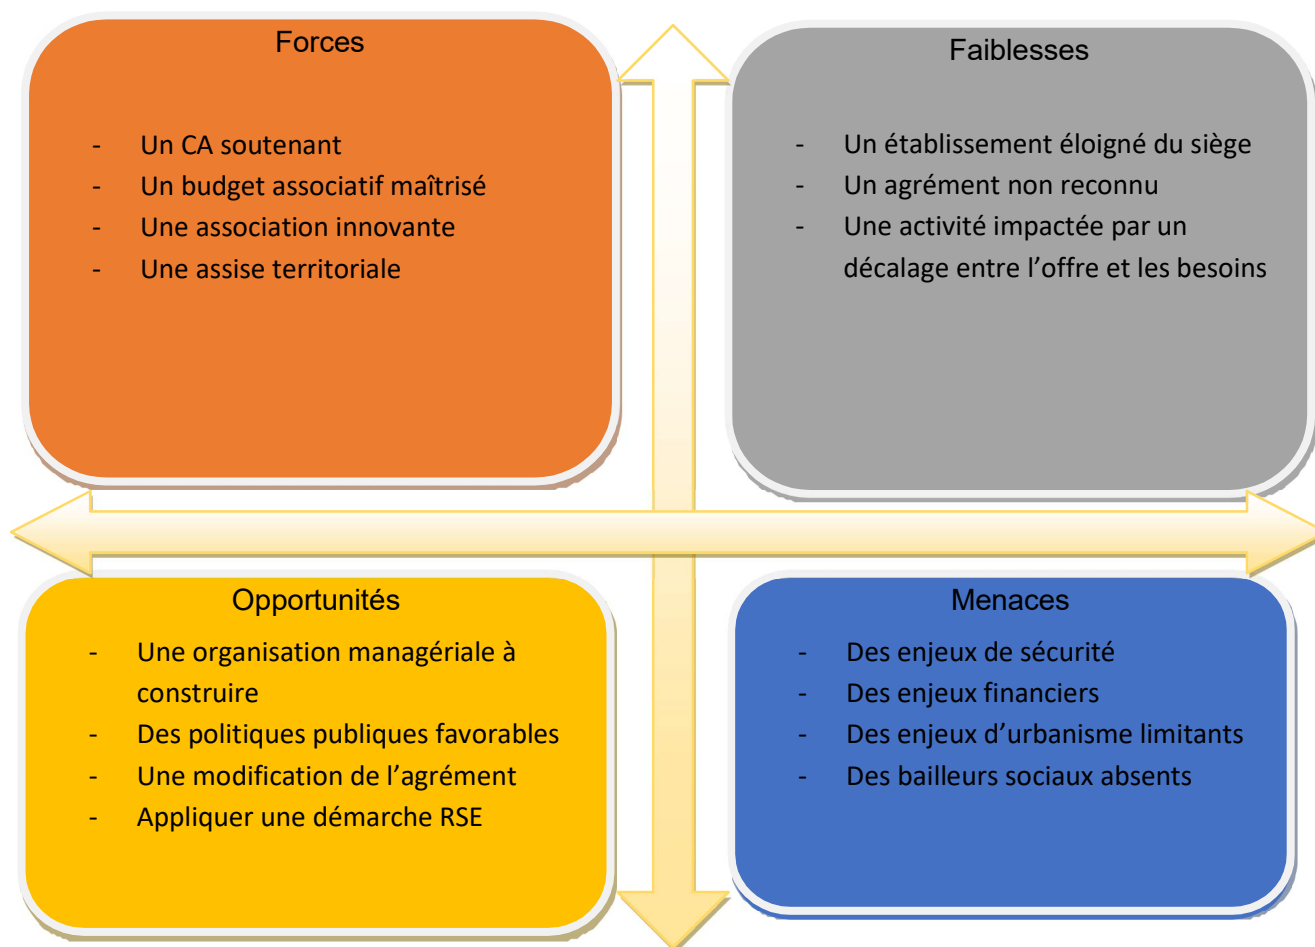 Forces
- Un CA soutenant
- Un budget associatif maîtrisé
- Une association innovante
- Une assise territoriale
Faiblesses
- Un établissement éloigné du siège
- Un agrément non reconnu
- Une activité impactée par un
décalage entre l’offre et les besoins
Opportunités
- Une organisation managériale à
construire
- Des politiques publiques favorables
- Une modification de l’agrément
- Appliquer une démarche RSE
Menaces
- Des enjeux de sécurité
- Des enjeux financiers
- Des enjeux d’urbanisme limitants
- Des bailleurs sociaux absents